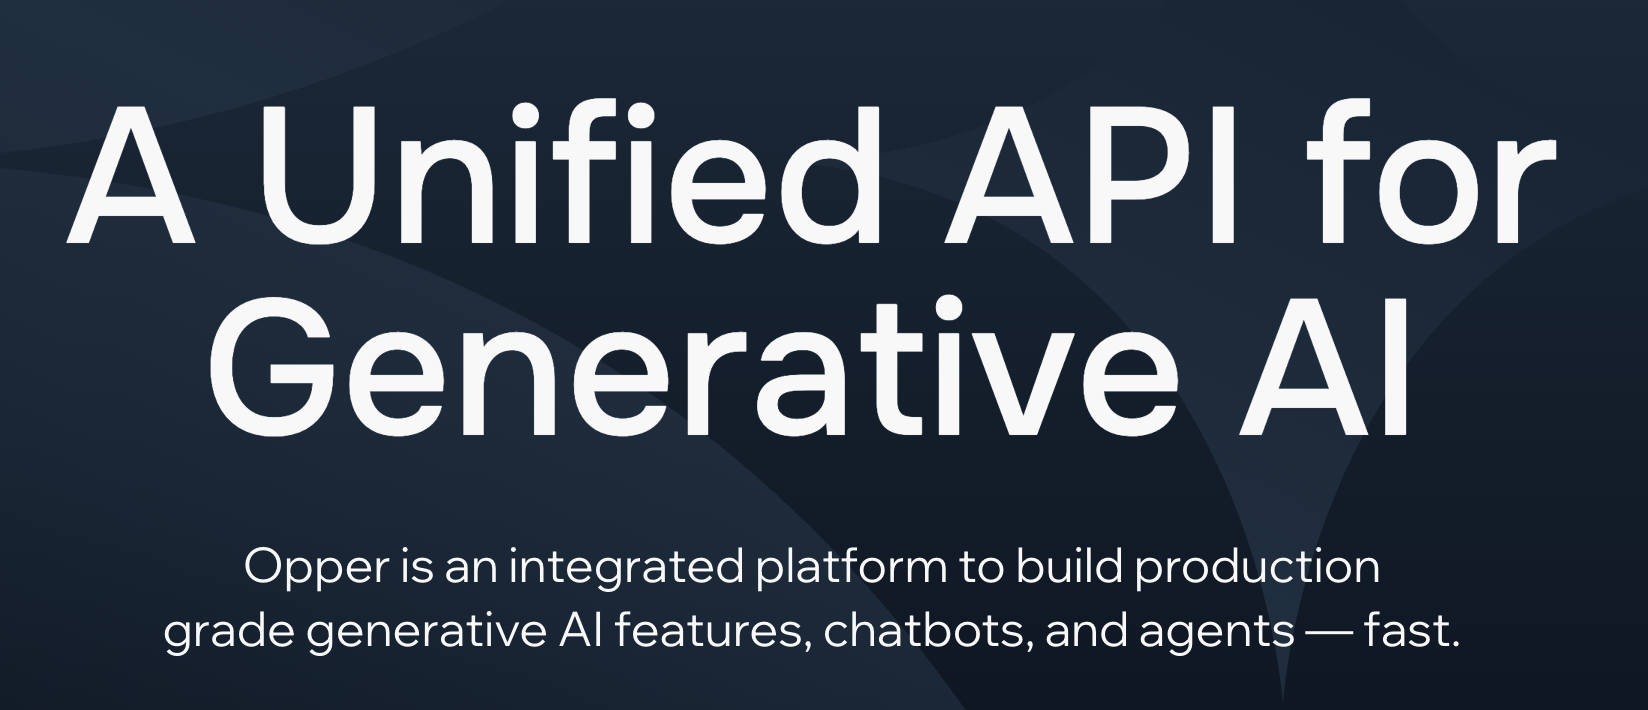 A Unified API for
Generative AI
Opper is an integrated platform to build production
grade generative AI features, chatbots, and agents — fast.